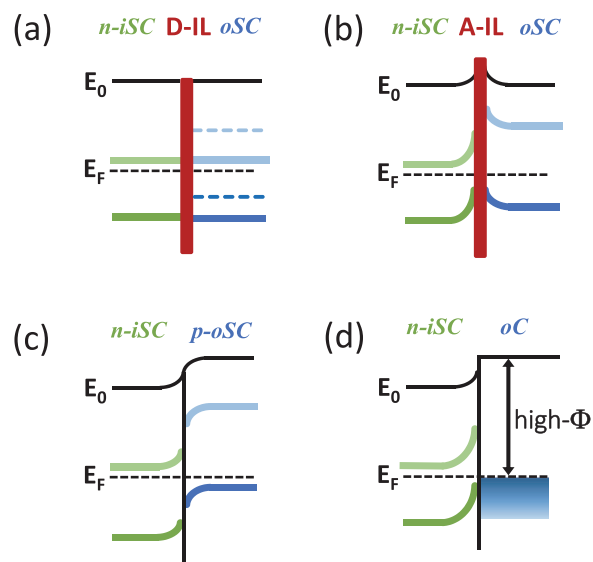 (a)
n-iSC D-IL oSC
E0
EF
(b)
n-iSC A-IL oSC
E0
EF
(c)
n-iSC p-oSC
E0
EF
(d)
n-iSC oC
E0
high-Φ
EF